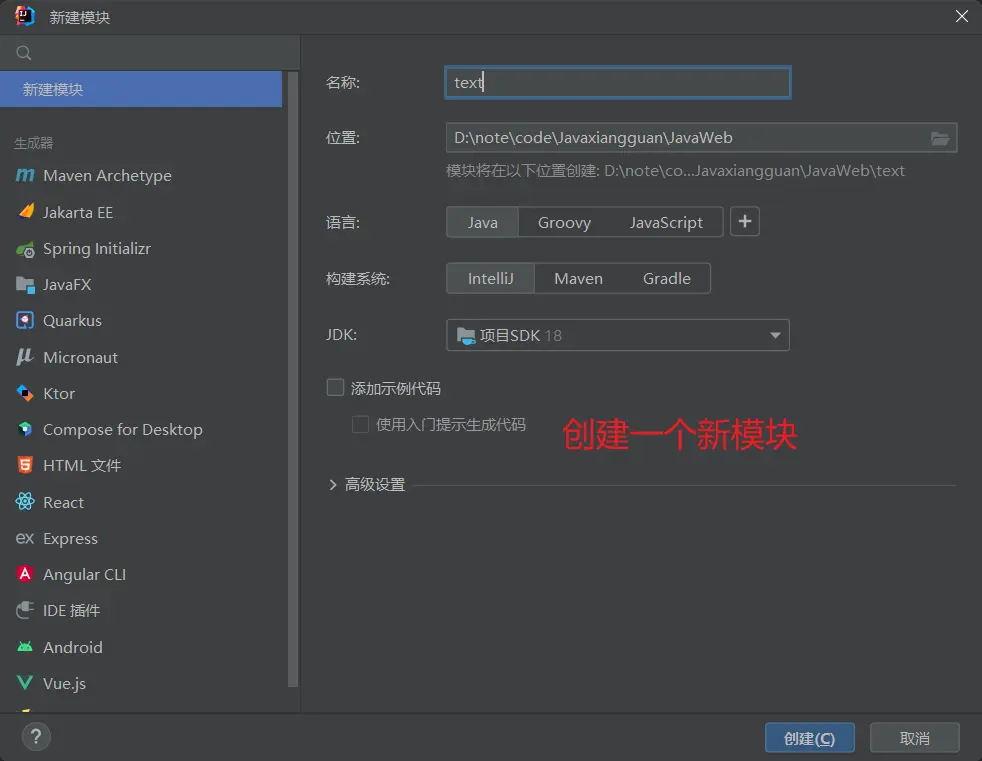 新建模块
新建模块
生成器
Maven Archetype
Jakarta EE
Spring Initializr
JavaFX
Quarkus
Micronaut
Ktor
Compose for Desktop
HTML 文件
React
Express
Angular CLI
IDE 插件
Android
Vue.js
名称:
text
位置:
D:\note\code\Javaxiangguan\JavaWeb
模块将在以下位置创建: D:\note\co...Javaxiangguan\JavaWeb\text
语言:
Java Groovy JavaScript +
构建系统:
IntelliJ Maven Gradle
JDK:
项目SDK 18
添加示例代码
使用入门提示生成代码
创建一个新模块
高级设置
?
创建(C) 取消